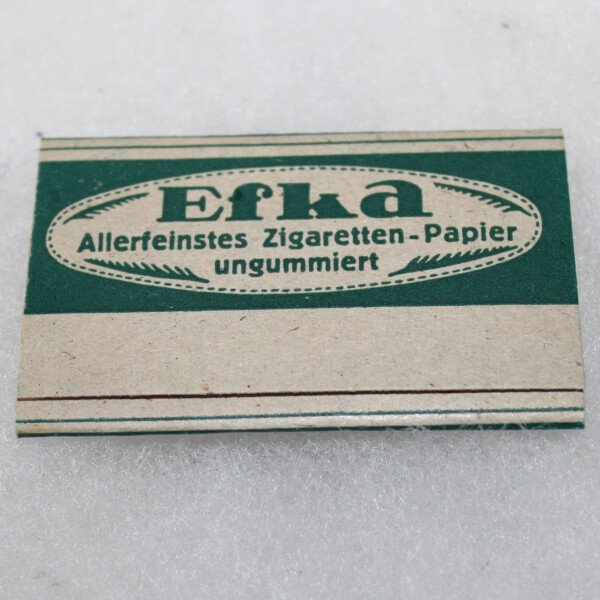 Efka
Allerfeinstes Zigaretten-Papier
ungummiert